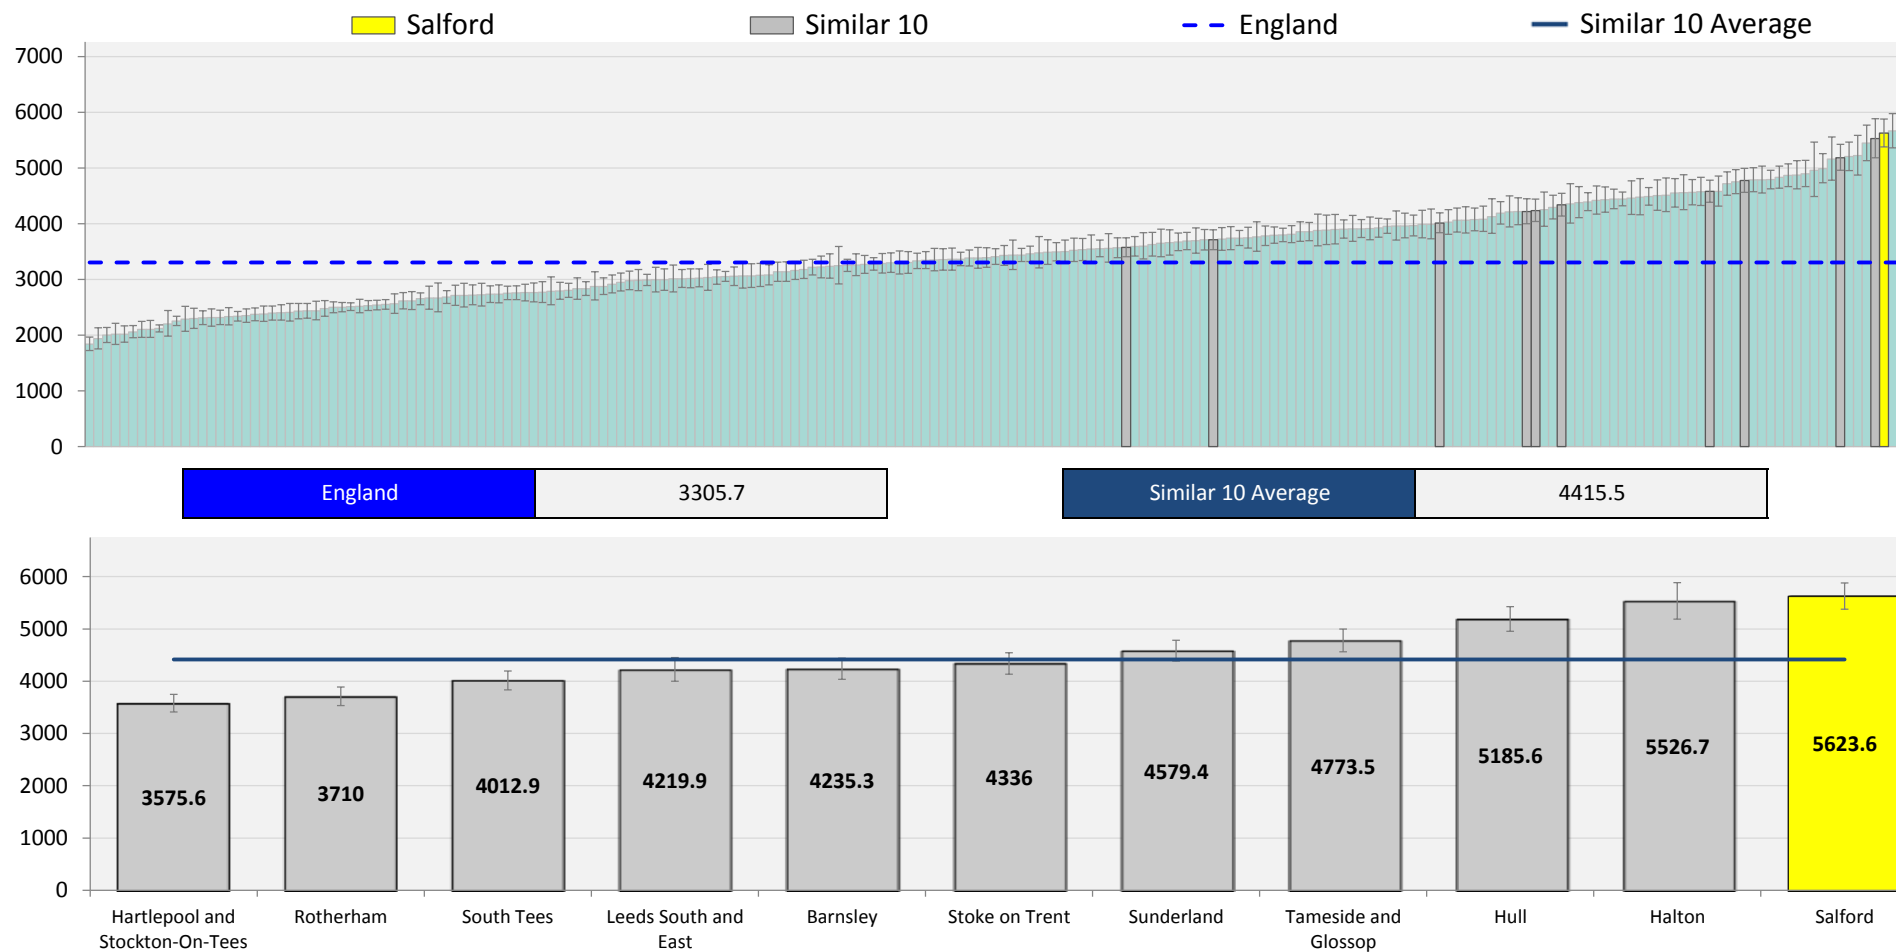 Salford
Similar 10
England
Similar 10 Average
7000
6000
5000
4000
3000
2000
1000
0
England
3305.7
Similar 10 Average
4415.5
6000
5000
4000
3000
2000
1000
0
3575.6
3710
4012.9
4219.9
4235.3
4336
4579.4
4773.5
5185.6
5526.7
5623.6
Hartlepool and
Stockton-On-Tees
Rotherham
South Tees
Leeds South and
East
Barnsley
Stoke on Trent
Sunderland
Tameside and
Glossop
Hull
Halton
Salford